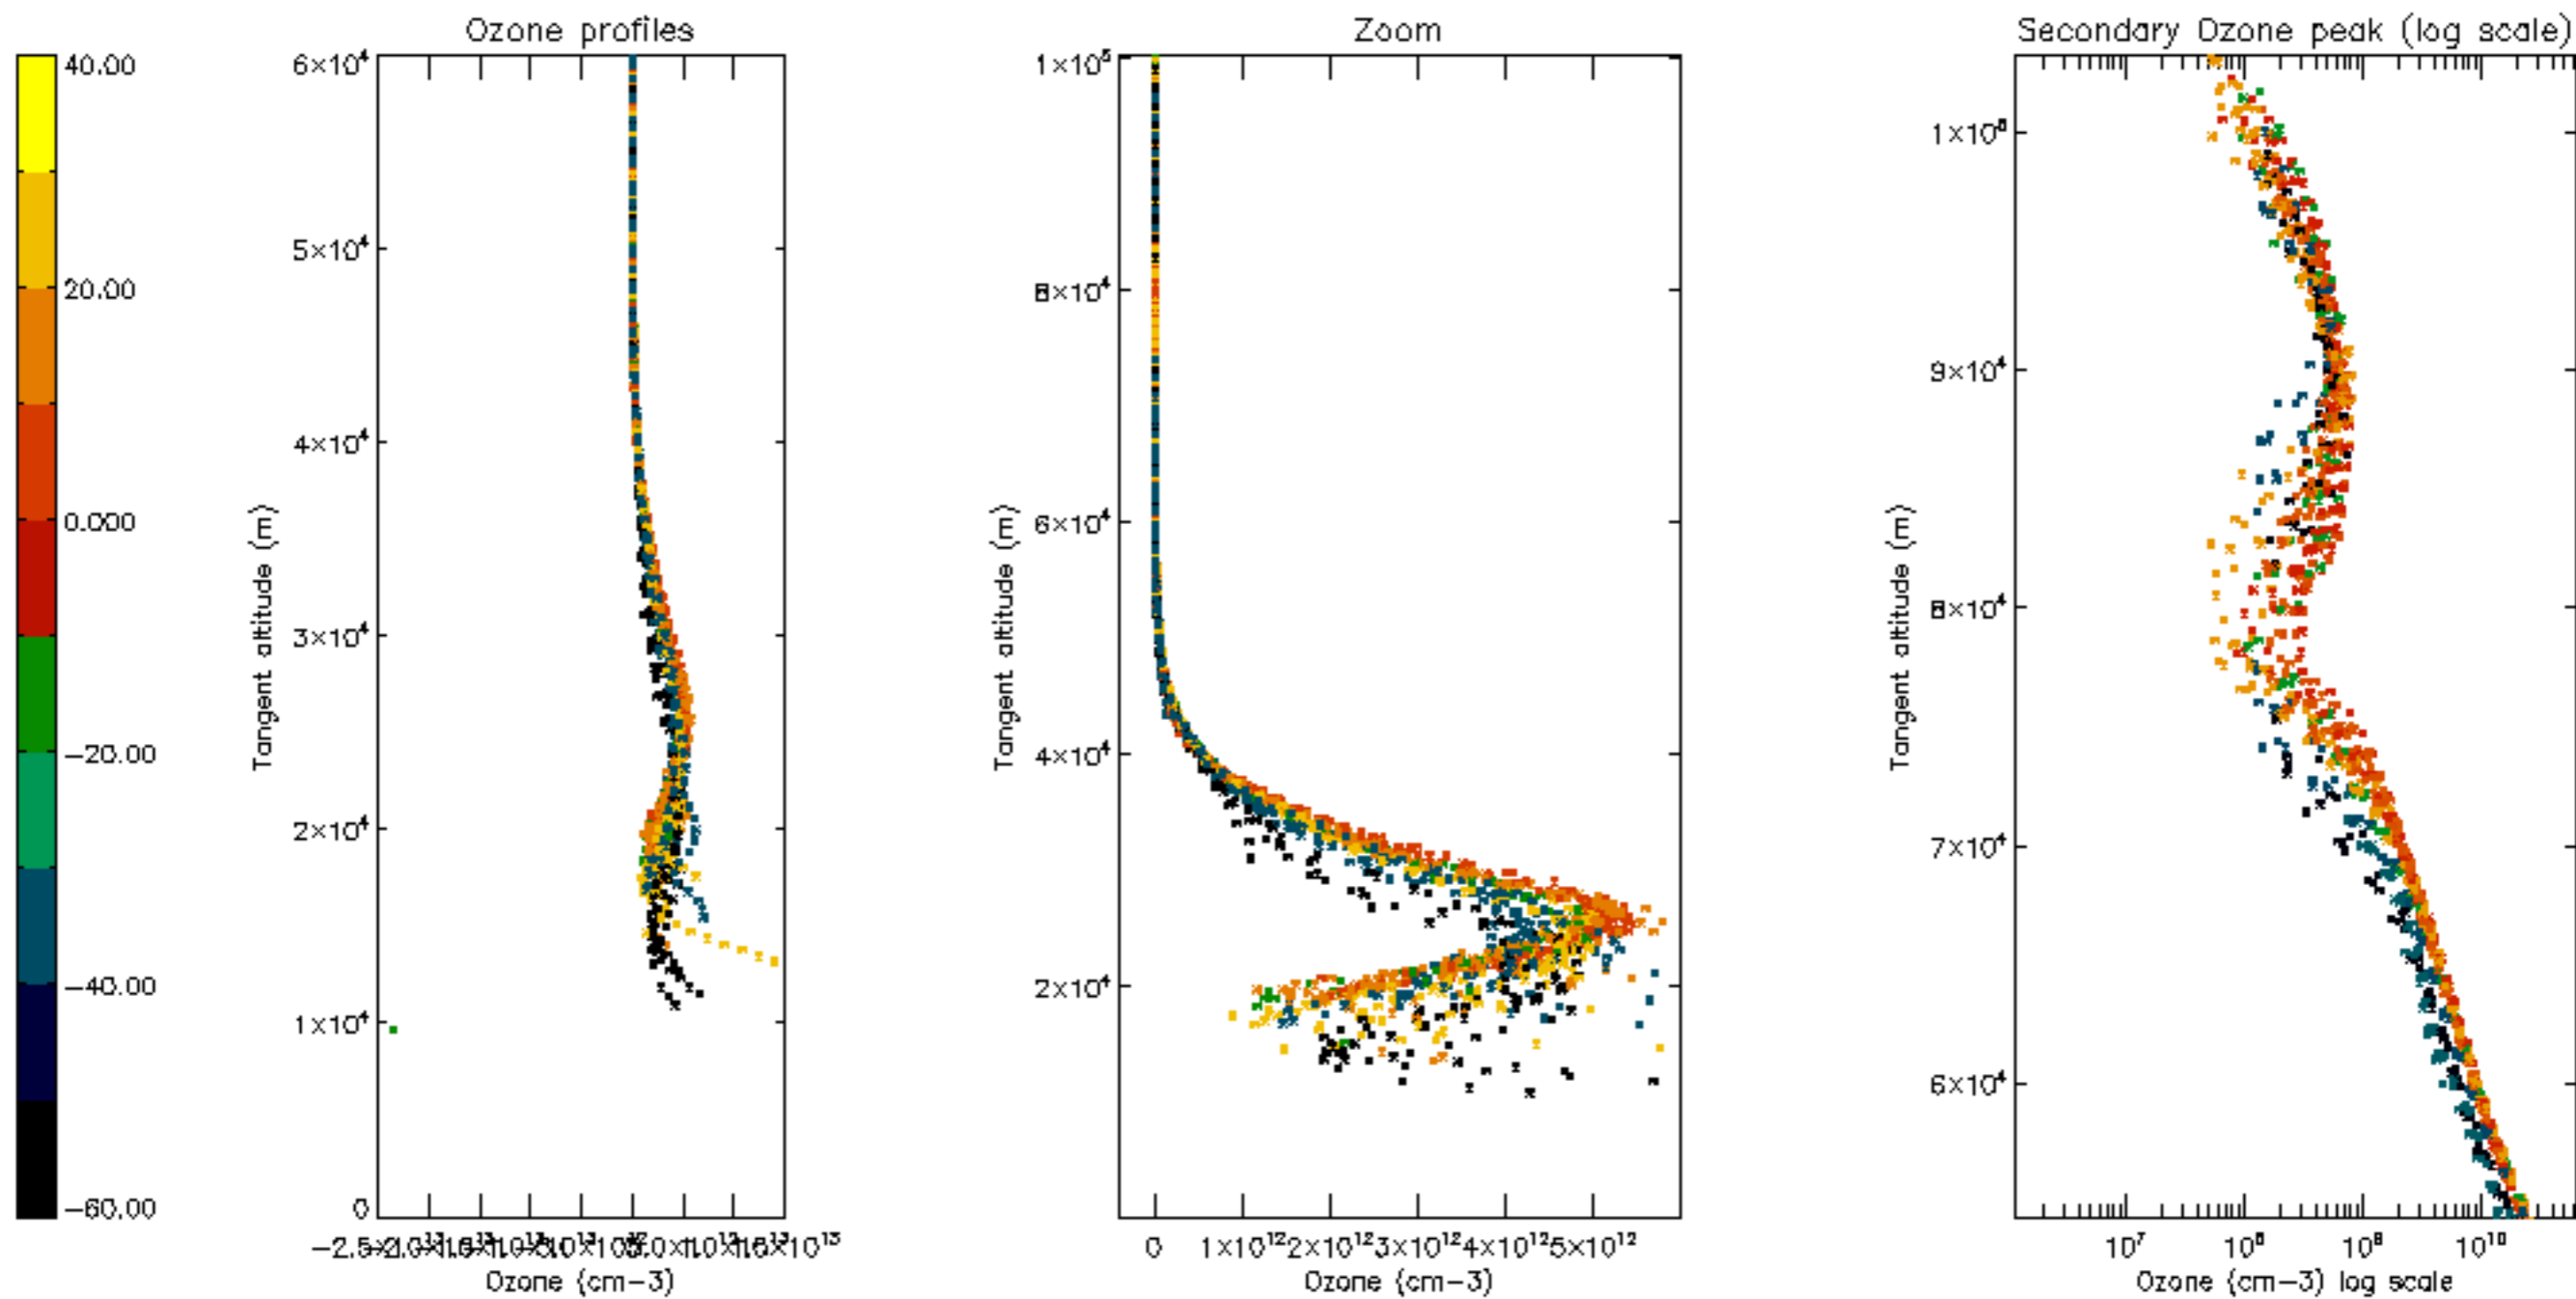 Ozone profiles
Zoom
Secondary Ozone peak (log scale)
40.00
20.00
0.000
−20.00
−40.00
−60.00
6×10⁴
5×10⁴
4×10⁴
3×10⁴
2×10⁴
1×10⁴
0
Tangent altitude (m)
Ozone (cm−3)
1×10⁵
8×10⁴
6×10⁴
4×10⁴
2×10⁴
Tangent altitude (m)
0 1×10¹² 2×10¹² 3×10¹² 4×10¹² 5×10¹²
Ozone (cm−3)
9×10⁴
8×10⁴
7×10⁴
6×10⁴
Tangent altitude (m)
10⁷ 10⁸ 10⁹ 10¹⁰
Ozone (cm−3) log scale